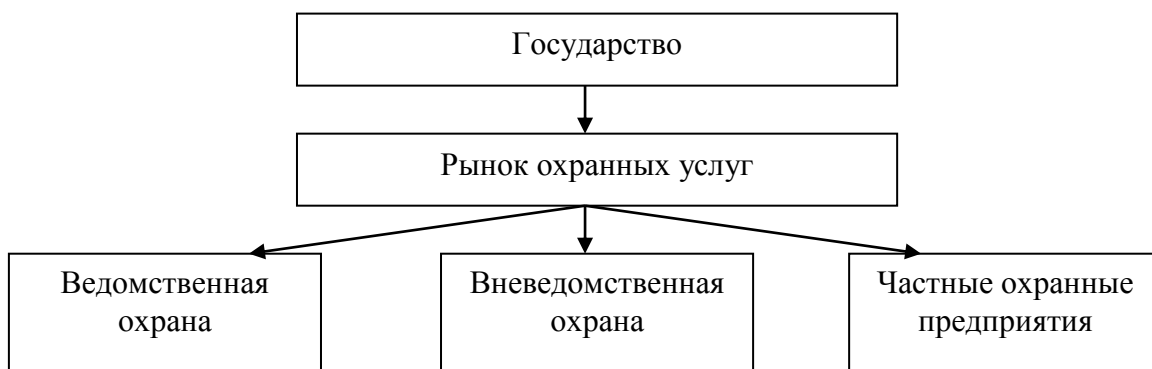 Государство
Рынок охранных услуг
Ведомственная
охрана
Вневедомственная
охрана
Частные охранные
предприятия